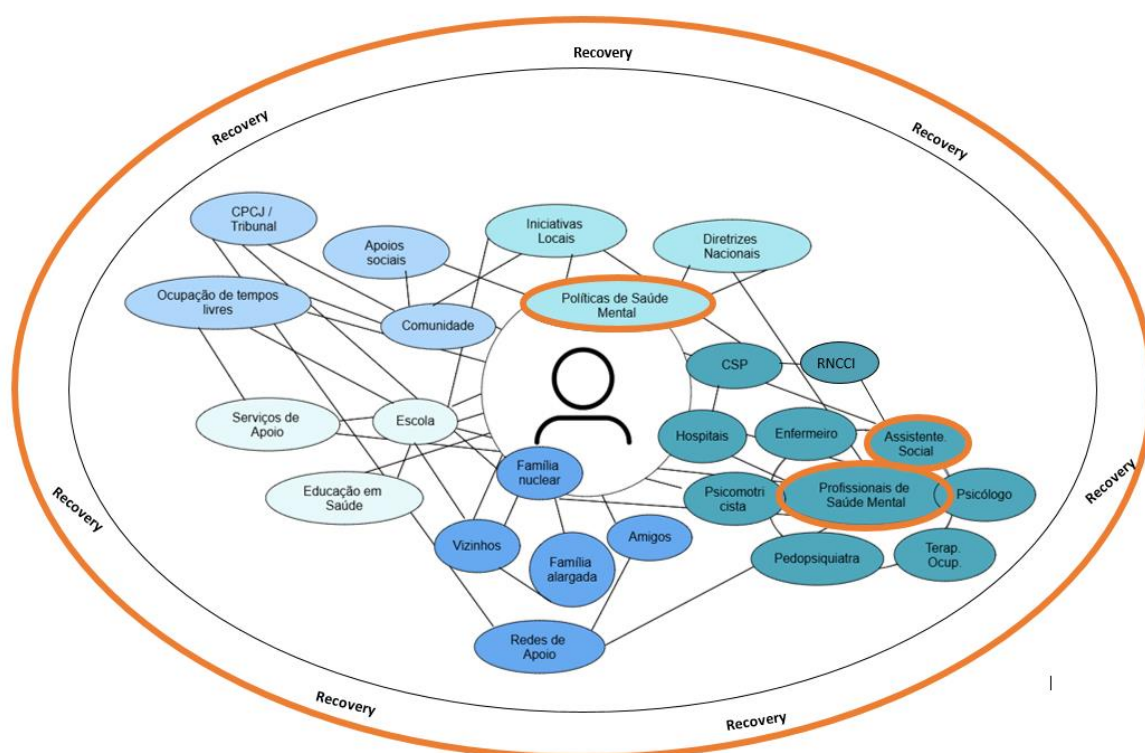 Recovery
Recovery
Recovery
CPCJ /
Tribunal
Iniciativas
Locais
Apoios
sociais
Diretrizes
Nacionais
Ocupação de tempos
livres
Políticas de Saúde
Mental
Comunidade
CSP
RNCCI
Serviços de
Apoio
Escola
Hospitais
Enfermeiro
Assistente.
Social
Família
nuclear
Educação em
Saúde
Psicomotri
cista
Profissionais de
Saúde Mental
Psicólogo
Recovery
Recovery
Vizinhos
Amigos
Família
alargada
Pedopsiquiatra
Terap.
Ocup.
Redes de
Apoio
Recovery
Recovery